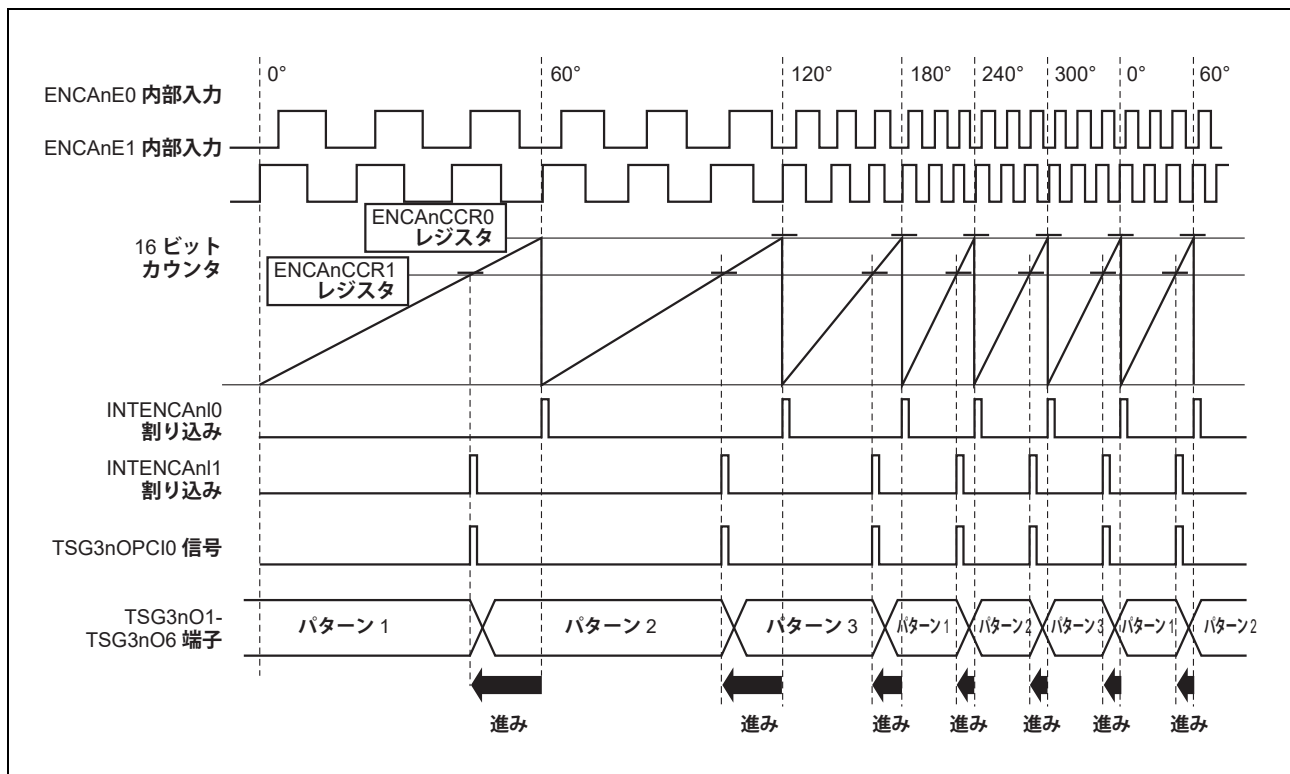 0° 60° 120° 180° 240° 300° 0° 60°
ENCAnE0 内部入力
ENCAnE1 内部入力
ENCAnCCR0
レジスタ
16 ビット
カウンタ
ENCAnCCR1
レジスタ
INTENCAnI0
割り込み
INTENCAnI1
割り込み
TSG3nOPCI0 信号
TSG3nO1-
TSG3nO6 端子
パターン 1 パターン 2 パターン 3 パターン1 パターン2 パターン3 パターン1 パターン2
進み 進み 進み 進み 進み 進み 進み